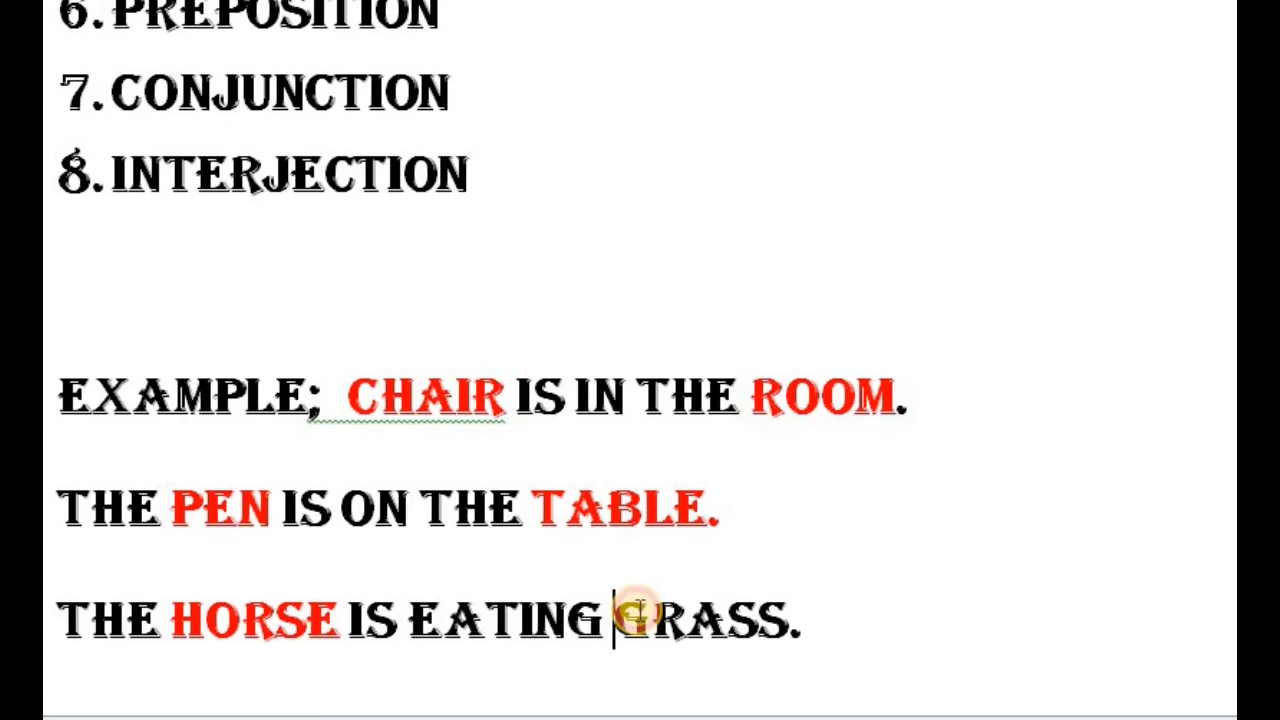 6. PREPOSITION
7. CONJUNCTION
8. INTERJECTION
EXAMPLE; CHAIR IS IN THE ROOM.
THE PEN IS ON THE TABLE.
THE HORSE IS EATING GRASS.